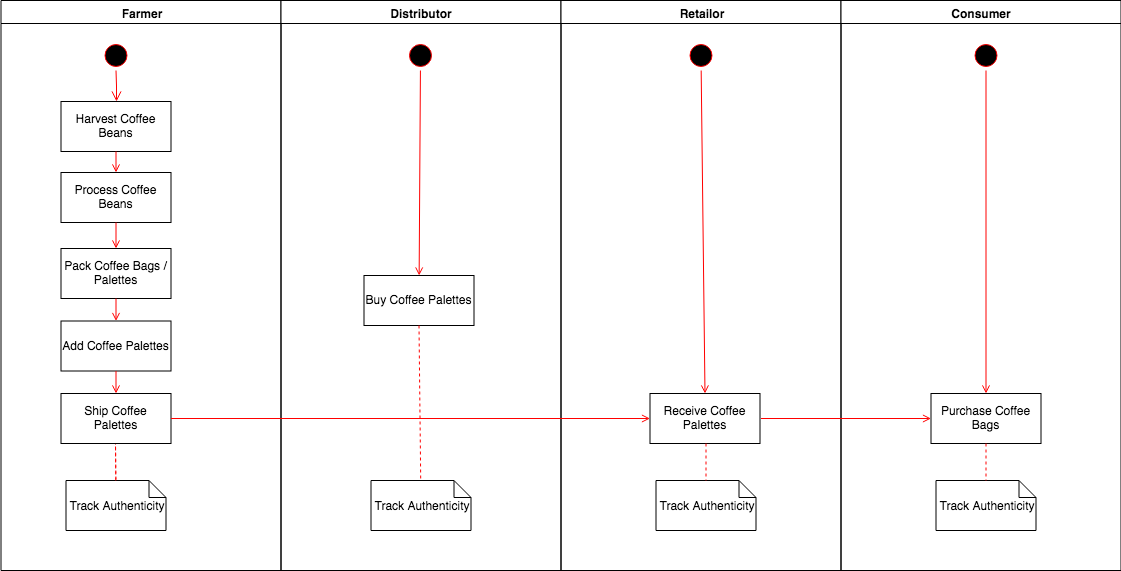 Farmer
Distributor
Retailor
Consumer
Harvest Coffee
Beans
Process Coffee
Beans
Pack Coffee Bags /
Palettes
Buy Coffee Palettes
Add Coffee Palettes
Ship Coffee
Palettes
Receive Coffee
Palettes
Purchase Coffee
Bags
Track Authenticity
Track Authenticity
Track Authenticity
Track Authenticity